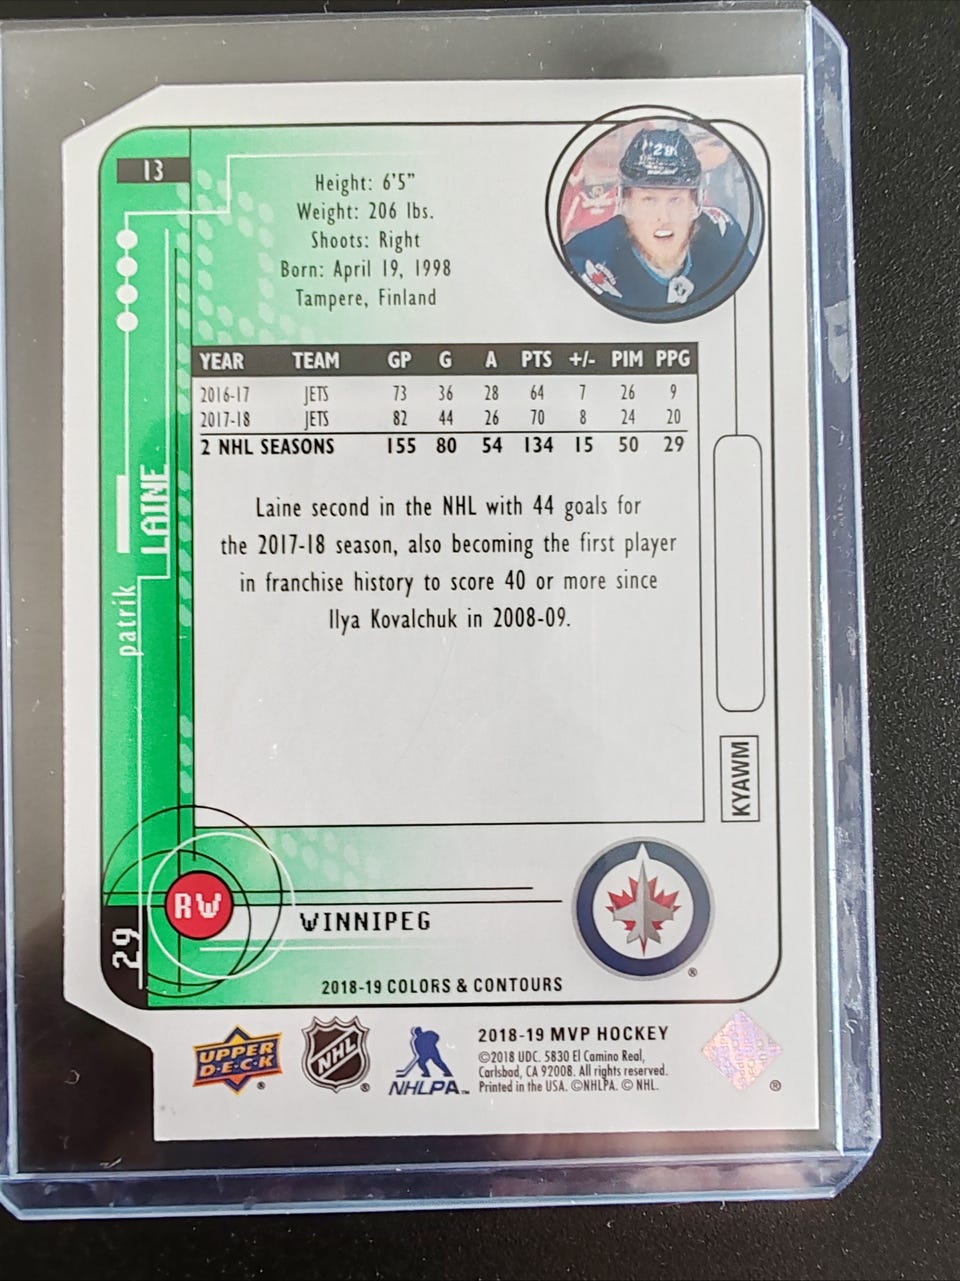 13
Height: 6'5"
Weight: 206 lbs.
Shoots: Right
Born: April 19, 1998
Tampere, Finland
29
YEAR TEAM GP G A PTS +/- PIM PPG
2016-17 JETS 73 36 28 64 7 26 9
2017-18 JETS 82 44 26 70 8 24 20
2 NHL SEASONS 155 80 54 134 15 50 29
Laine second in the NHL with 44 goals for
the 2017-18 season, also becoming the first player
in franchise history to score 40 or more since
Ilya Kovalchuk in 2008-09.
patrik
LAINE
KYAWM
RW
29
WINNIPEG
®
2018-19 COLORS & CONTOURS
UPPER
D·E·C·K
®
NHL
®
NHLPA™
2018-19 MVP HOCKEY
©2018 UDC. 5830 El Camino Real,
Carlsbad, CA 92008. All rights reserved.
Printed in the USA. ©NHLPA. © NHL.
®